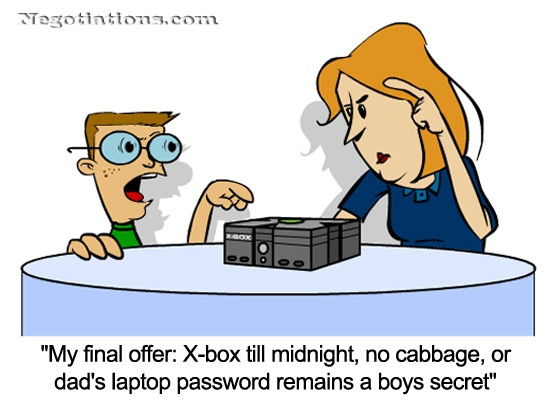 Negotiations.com
X-BOX
"My final offer: X-box till midnight, no cabbage, or
dad's laptop password remains a boys secret"